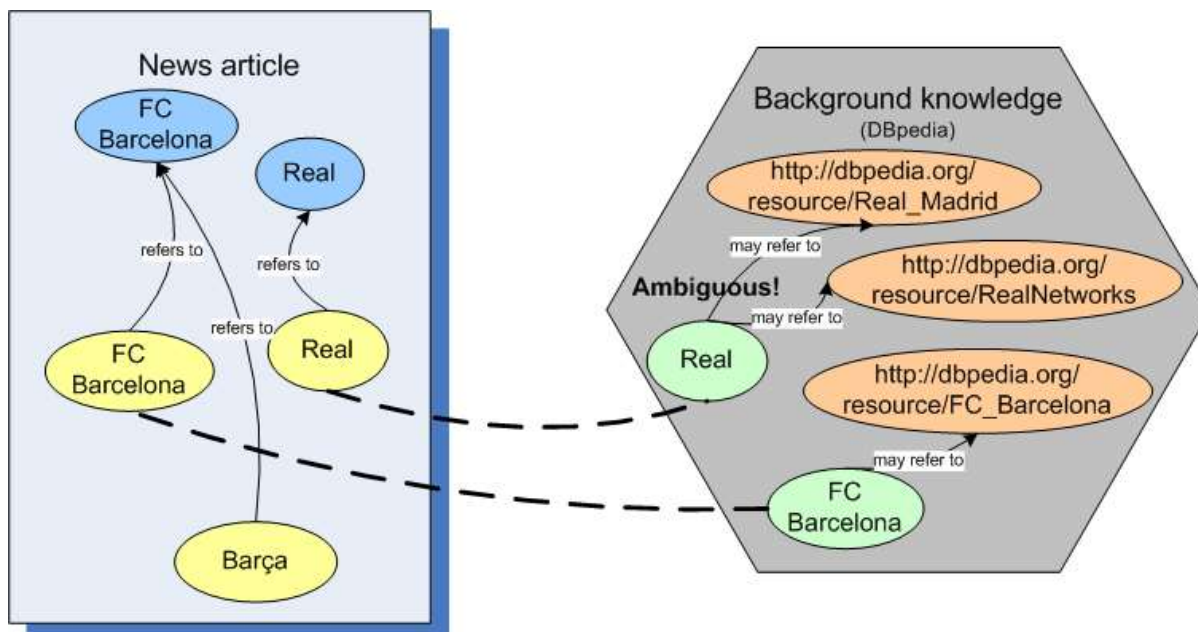 News article
FC
Barcelona
Real
refers to
refers to
refers to
FC
Barcelona
Real
Barça
Background knowledge
(DBpedia)
http://dbpedia.org/
resource/Real_Madrid
may refer to
http://dbpedia.org/
resource/RealNetworks
Ambiguous!
may refer to
Real
http://dbpedia.org/
resource/FC_Barcelona
may refer to
FC
Barcelona